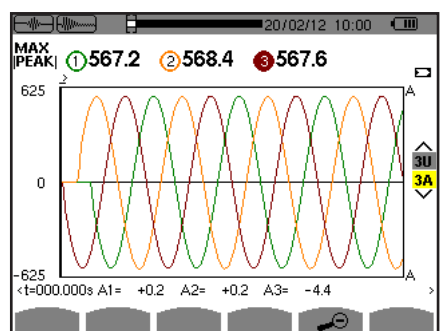 20/02/12 10:00
MAX
|PEAK| 1 567.2 2 568.4 3 567.6
625 A
3U
0
3A
-625 A
<t=000.000s A1= +0.2 A2= +0.2 A3= -4.4 >